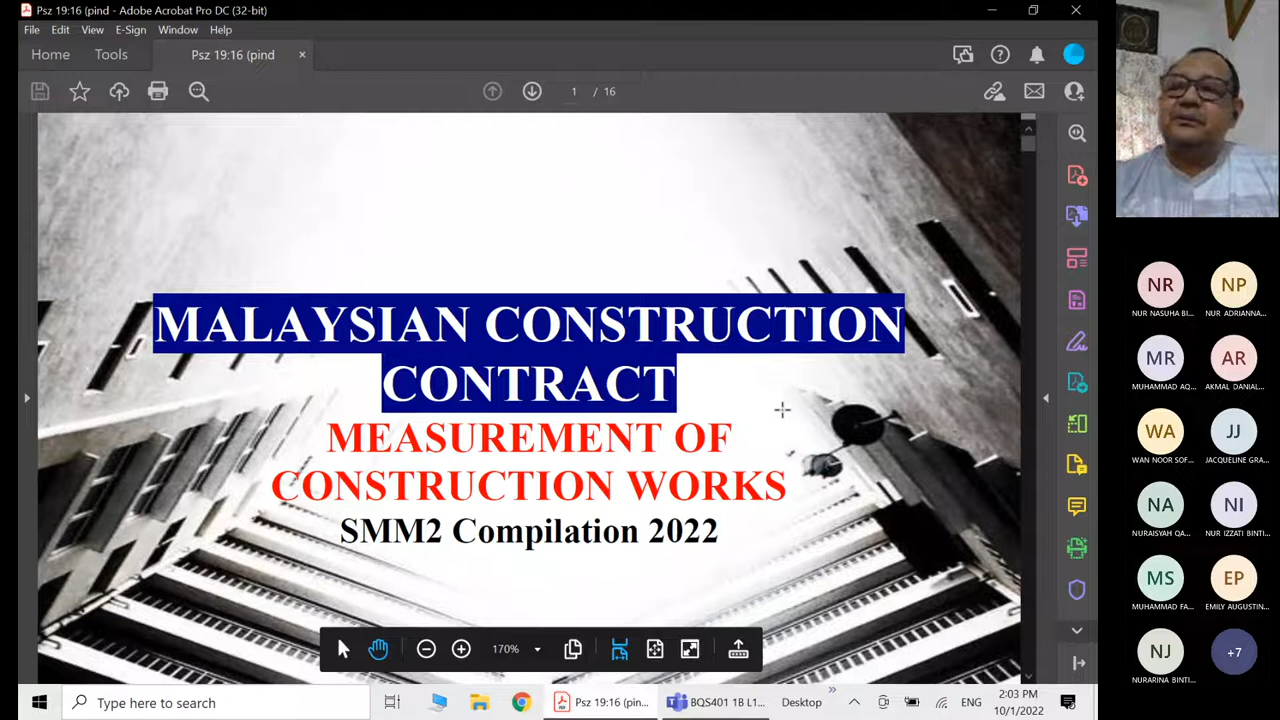 Psz 19:16 (pind - Adobe Acrobat Pro DC (32-bit)
File Edit View E-Sign Window Help
Home Tools Psz 19:16 (pind ×
1 / 16
MALAYSIAN CONSTRUCTION
CONTRACT
MEASUREMENT OF
CONSTRUCTION WORKS
SMM2 Compilation 2022
170%
NR NP
NUR NASUHA BI... NUR ADRIANNA...
MR AR
MUHAMMAD AQ... AKMAL DANIAL...
WA JJ
WAN NOOR SOF... JACQUELINE GRA...
NA NI
NURAISYAH QA... NUR IZZATI BINTI...
MS EP
MUHAMMAD FA... EMILY AUGUSTIN...
NJ +7
NURARINA BINTI...
Type here to search
Psz 19:16 (pin...
BQS401 1B L1...
Desktop
ENG
2:03 PM
10/1/2022